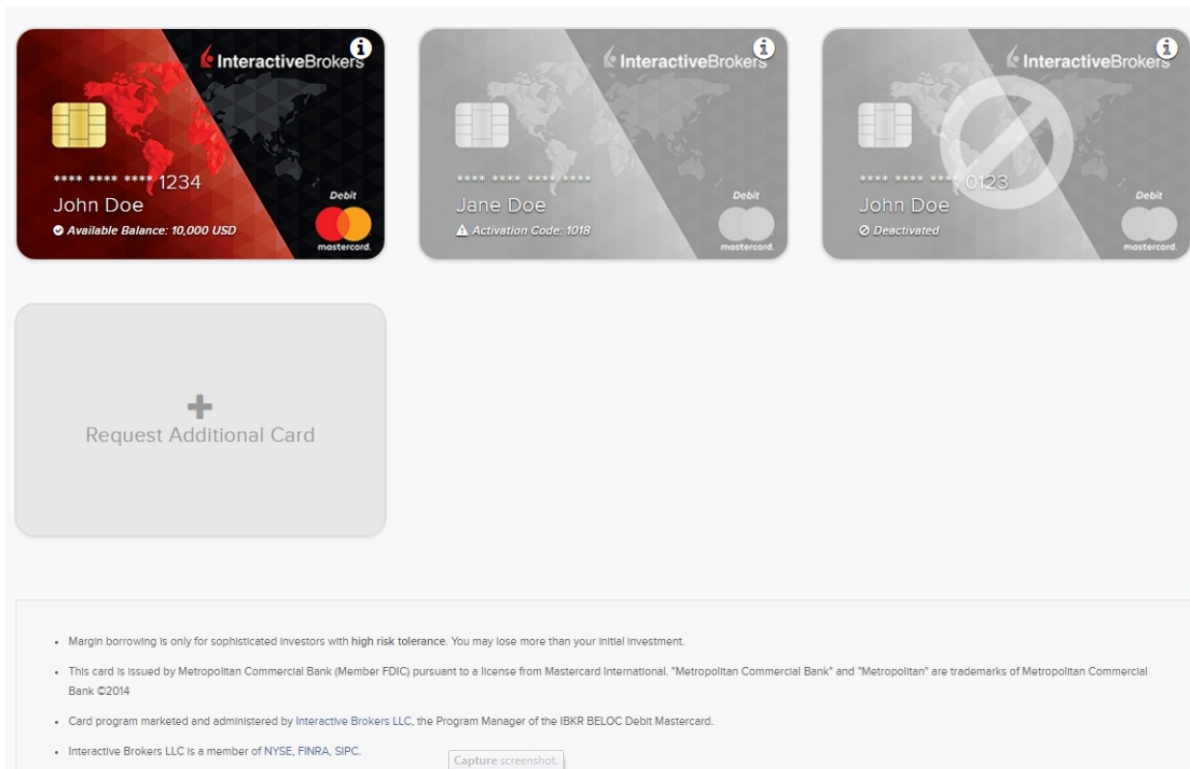 InteractiveBrokers
**** **** **** 1234
John Doe
Available Balance: 10,000 USD
Debit
mastercard.
InteractiveBrokers
**** **** **** ****
Jane Doe
Activation Code: 1018
Debit
mastercard.
InteractiveBrokers
**** **** **** 0123
John Doe
Deactivated
Debit
mastercard.
Request Additional Card
• Margin borrowing is only for sophisticated investors with high risk tolerance. You may lose more than your initial investment.
• This card is issued by Metropolitan Commercial Bank (Member FDIC) pursuant to a license from Mastercard International. "Metropolitan Commercial Bank" and "Metropolitan" are trademarks of Metropolitan Commercial
Bank ©2014
• Card program marketed and administered by Interactive Brokers LLC, the Program Manager of the IBKR BELOC Debit Mastercard.
• Interactive Brokers LLC is a member of NYSE, FINRA, SIPC.
Capture screenshot.